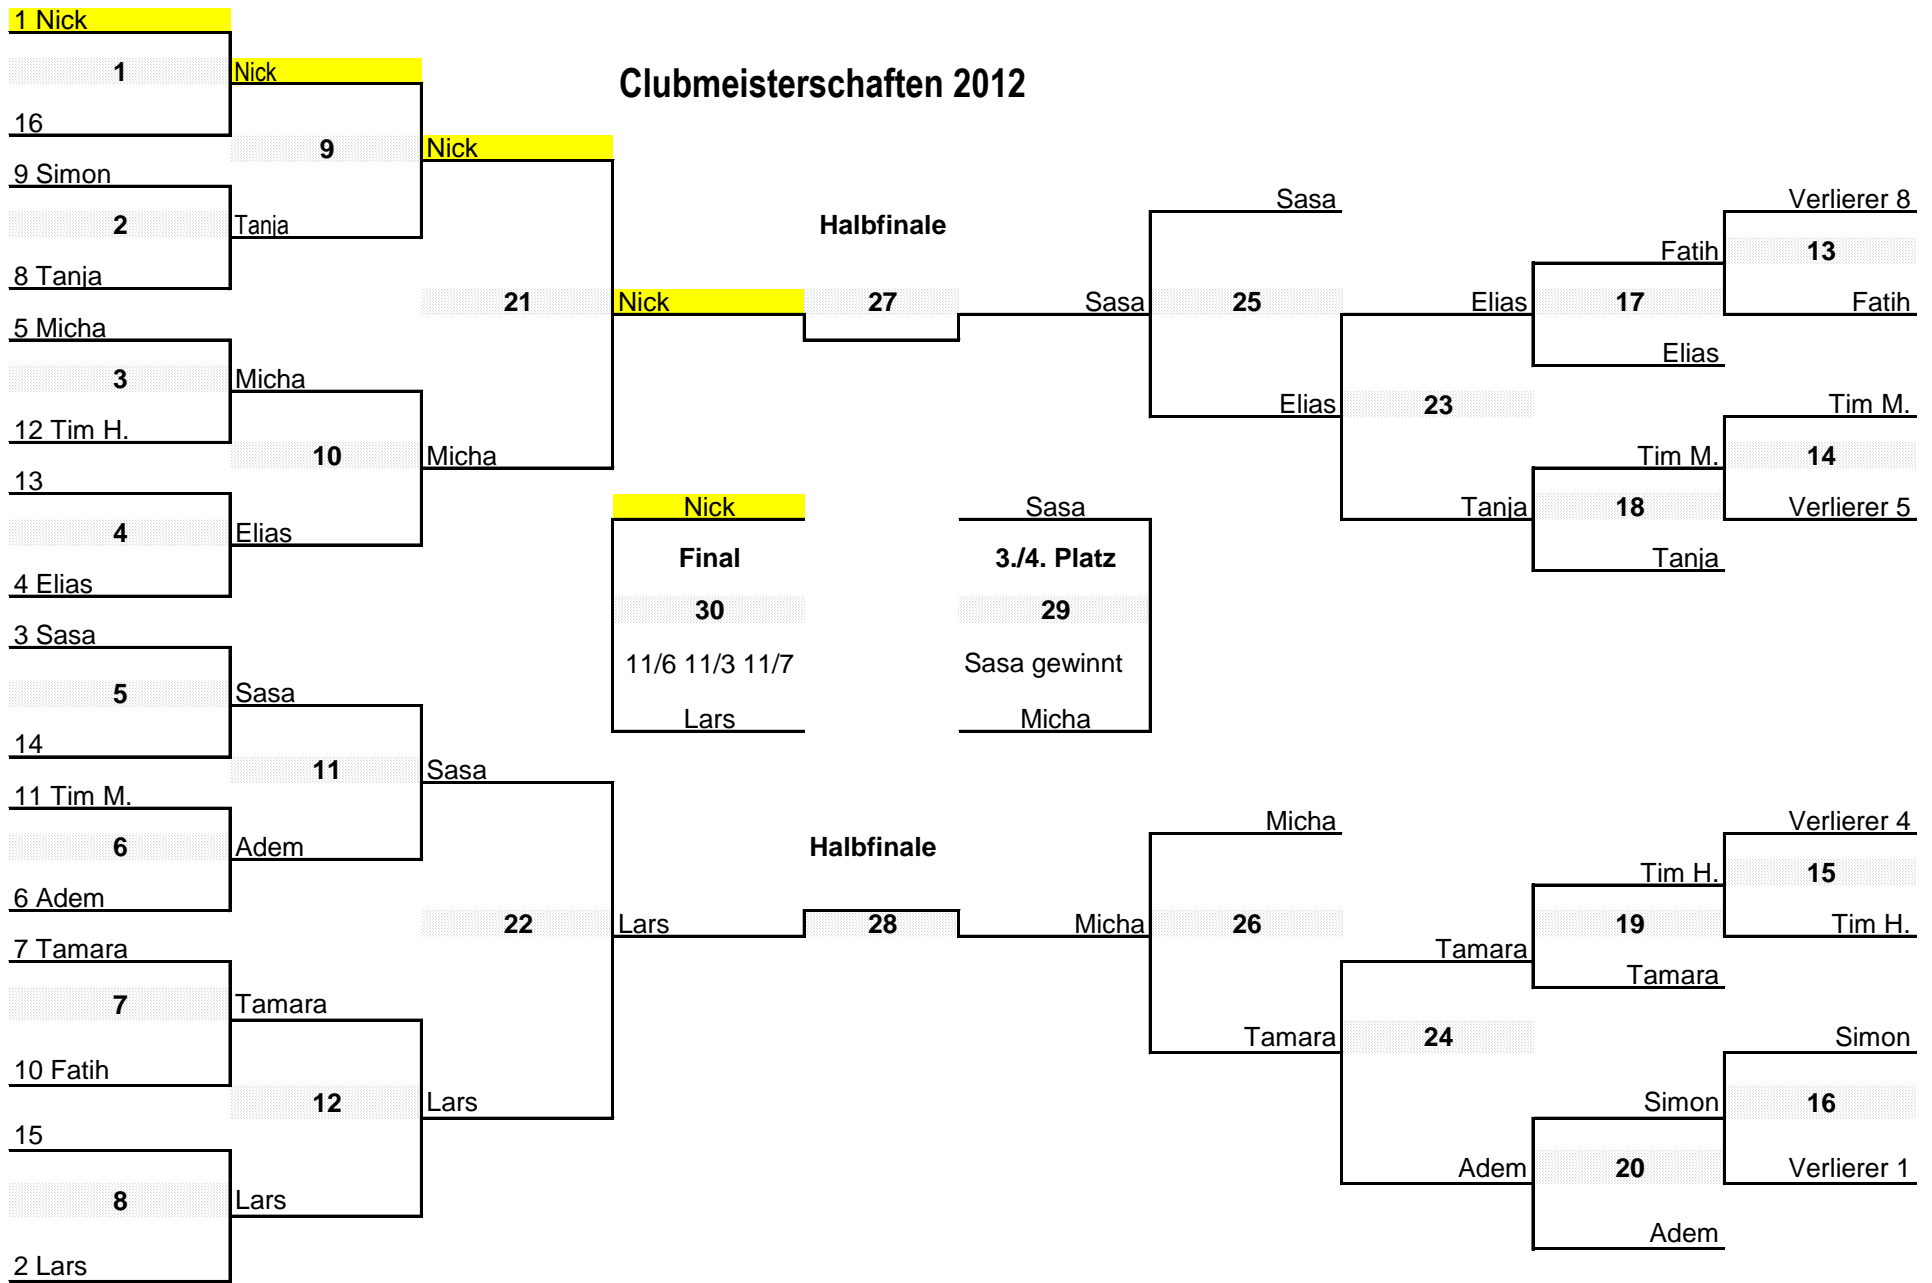 1 Nick
1
Nick
Clubmeisterschaften 2012
16
9
Nick
9 Simon
Sasa
Verlierer 8
2
Tanja
Halbfinale
Fatih
13
8 Tanja
21
Nick
27
Sasa
25
Elias
17
Fatih
5 Micha
Elias
3
Micha
Elias
23
Tim M.
12 Tim H.
10
Micha
Tim M.
14
13
Nick
Sasa
Tanja
18
Verlierer 5
4
Elias
Final
3./4. Platz
Tanja
4 Elias
30
29
3 Sasa
11/6 11/3 11/7
Sasa gewinnt
5
Sasa
Lars
Micha
14
11
Sasa
11 Tim M.
Micha
Verlierer 4
6
Adem
Halbfinale
Tim H.
15
6 Adem
22
Lars
28
Micha
26
19
Tim H.
7 Tamara
Tamara
Tamara
7
Tamara
Tamara
24
Simon
10 Fatih
12
Lars
Simon
16
15
Adem
20
Verlierer 1
8
Lars
Adem
2 Lars